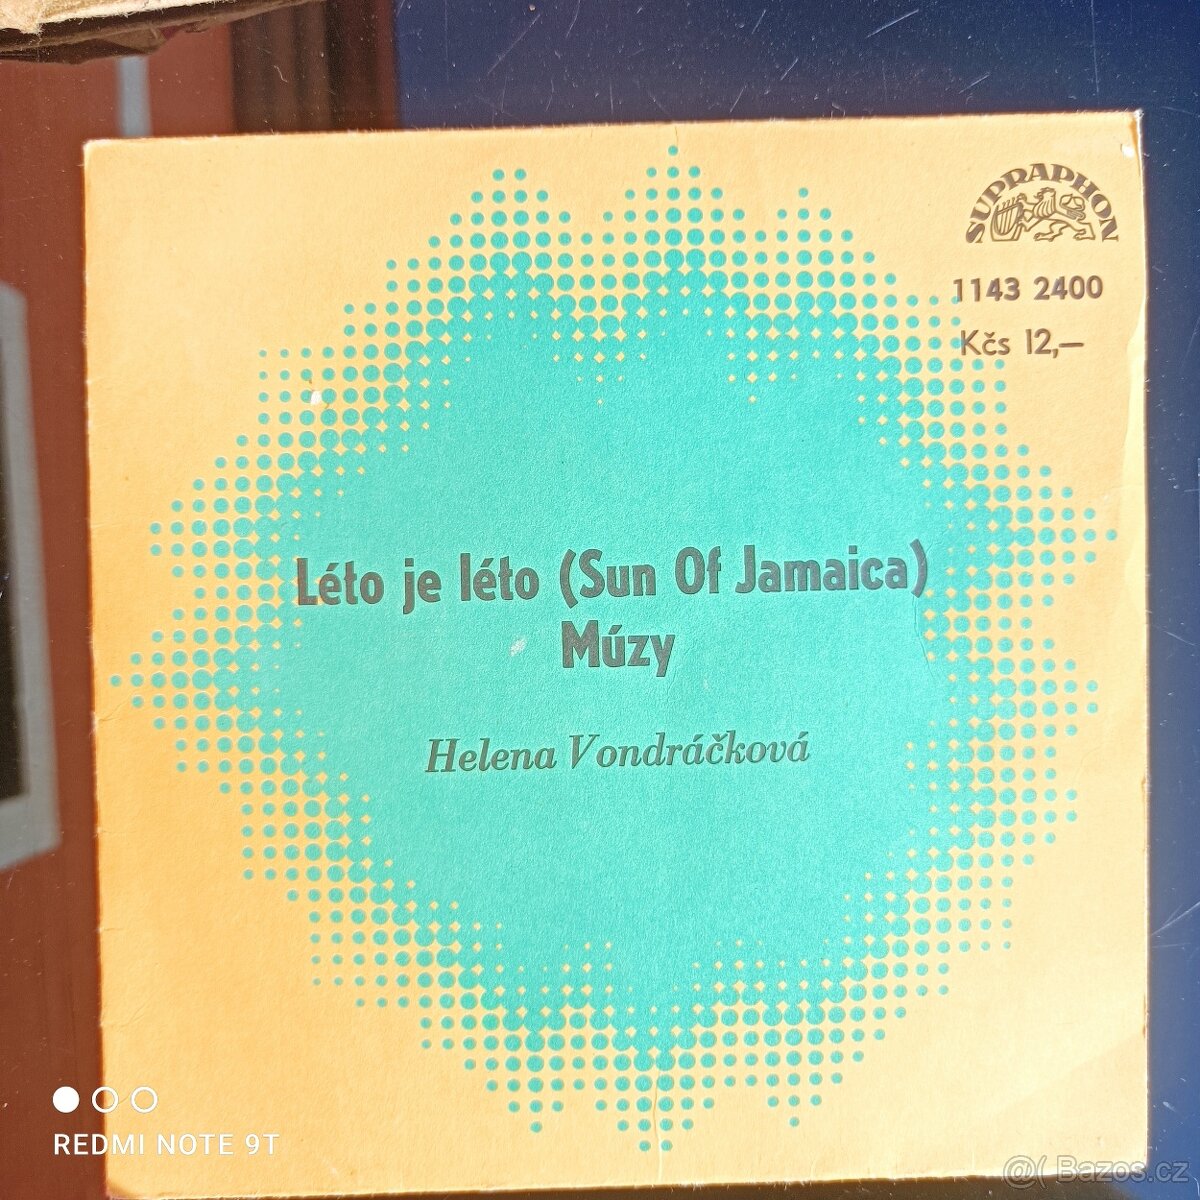 SUPRAPHON
1143 2400
Kčs 12,—
Léto je léto (Sun Of Jamaica)
Múzy
Helena Vondráčková
REDMI NOTE 9T
@( Bazos.cz